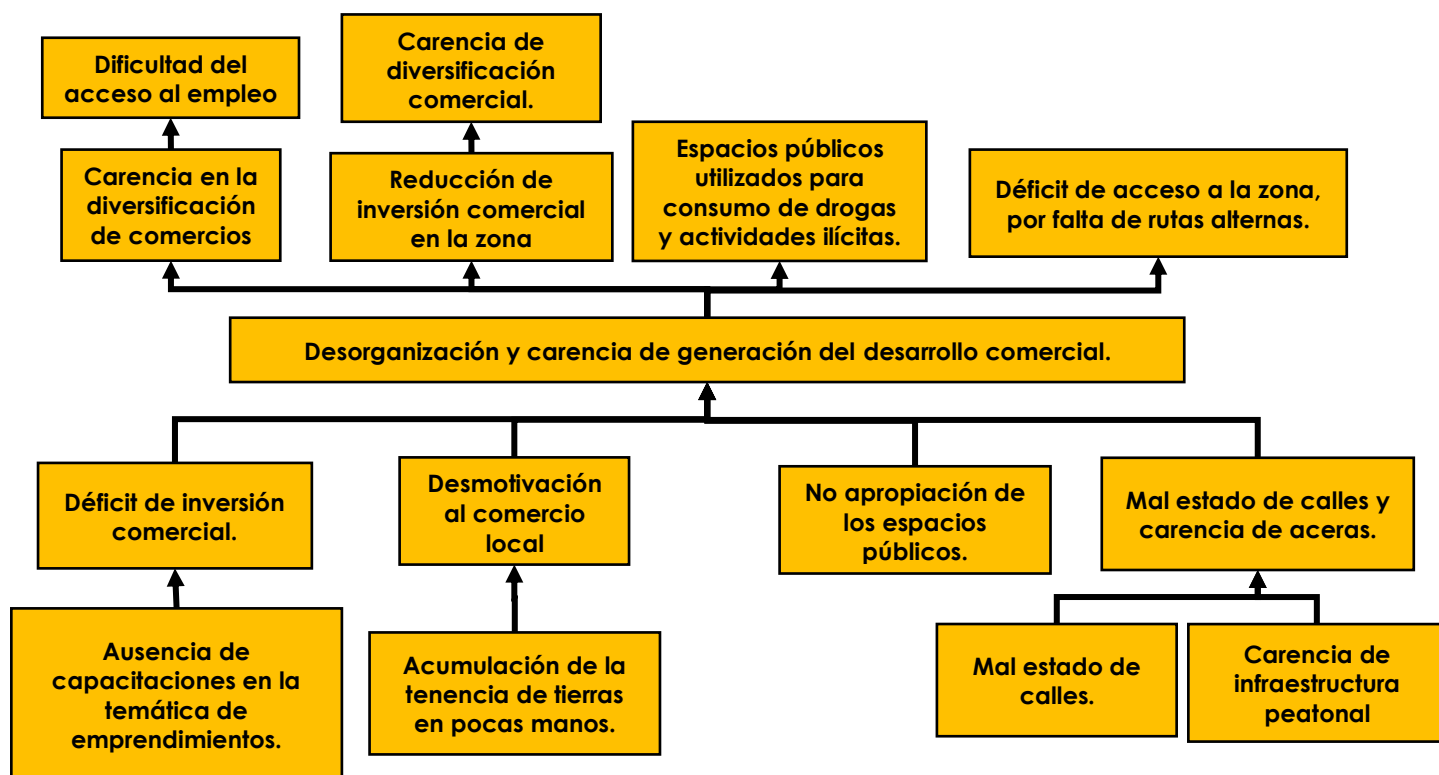 Dificultad del
acceso al empleo
Carencia de
diversificación
comercial.
Carencia en la
diversificación
de comercios
Reducción de
inversión comercial
en la zona
Espacios públicos
utilizados para
consumo de drogas
y actividades ilícitas.
Déficit de acceso a la zona,
por falta de rutas alternas.
Desorganización y carencia de generación del desarrollo comercial.
Déficit de inversión
comercial.
Desmotivación
al comercio
local
No apropiación de
los espacios
públicos.
Mal estado de calles y
carencia de aceras.
Ausencia de
capacitaciones en la
temática de
emprendimientos.
Acumulación de la
tenencia de tierras
en pocas manos.
Mal estado de
calles.
Carencia de
infraestructura
peatonal